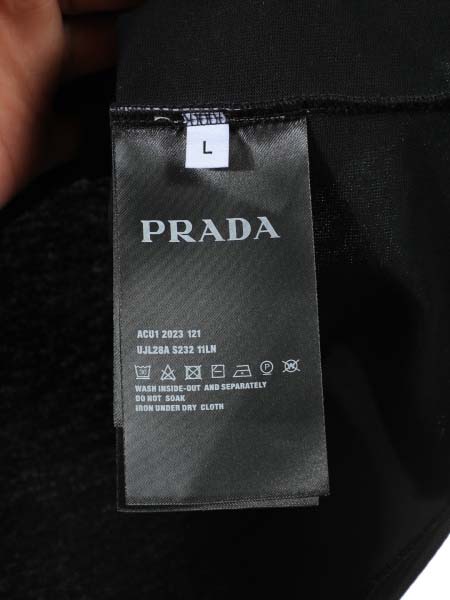 L
PRADA
ACU1 2023 121
UJL28A S232 11LN
WASH INSIDE-OUT AND SEPARATELY
DO NOT SOAK
IRON UNDER DRY CLOTH